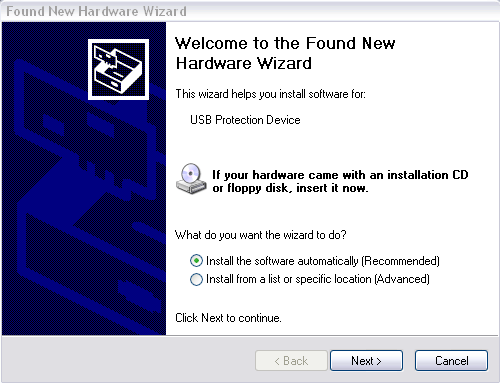 Found New Hardware Wizard
Welcome to the Found New
Hardware Wizard
This wizard helps you install software for:
USB Protection Device
If your hardware came with an installation CD
or floppy disk, insert it now.
What do you want the wizard to do?
Install the software automatically (Recommended)
Install from a list or specific location (Advanced)
Click Next to continue.
< Back
Next >
Cancel